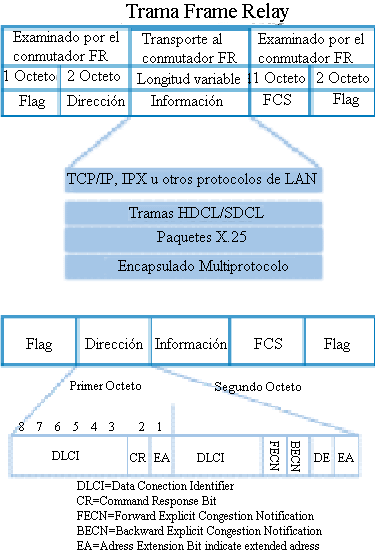 Trama Frame Relay
Examinado por el conmutador FR
Transporte al conmutador FR
Examinado por el conmutador FR
1 Octeto
2 Octeto
Longitud variable
1 Octeto
2 Octeto
Flag
Dirección
Información
FCS
Flag
TCP/IP, IPX u otros protocolos de LAN
Tramas HDCL/SDCL
Paquetes X.25
Encapsulado Multiprotocolo
Flag
Dirección
Información
FCS
Flag
Primer Octeto
Segundo Octeto
8 7 6 5 4 3 2 1
DLCI
CR
EA
DLCI
FECN
BECN
DE
EA
DLCI=Data Conection Identifier
CR=Command Response Bit
FECN=Forward Explicit Congestion Notification
BECN=Backward Explicit Congestion Notification
EA=Adress Extension Bit indicate extended adress